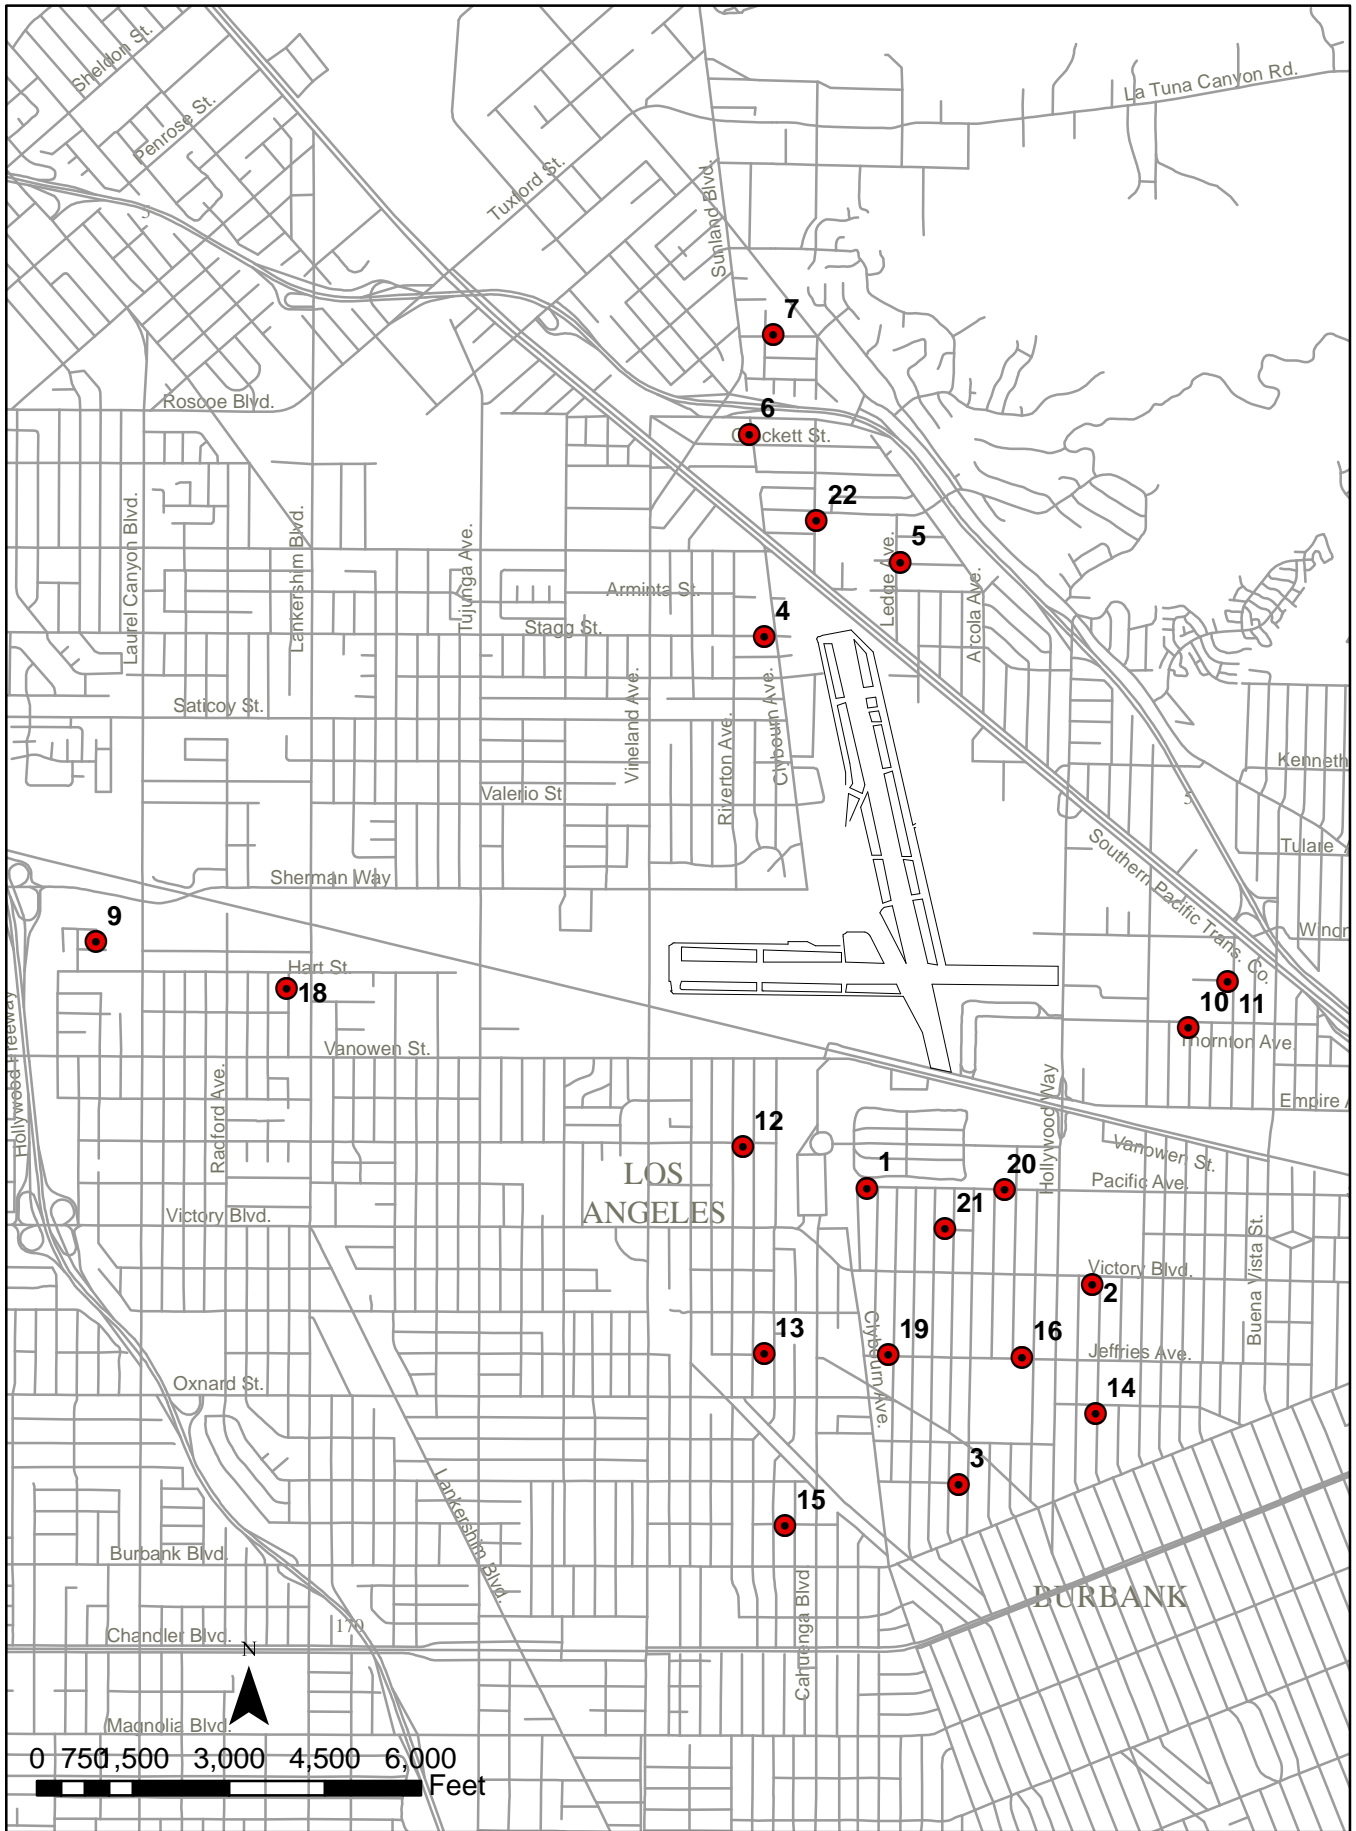 Sheldon St.
La Tuna Canyon Rd.
Penrose St.
5
Tuxford St.
Sunland Blvd.
7
Roscoe Blvd.
6
22
5
Laurel Canyon Blvd.
Lankershim Blvd.
Tujunga Ave.
Ledge Ave.
Arcola Ave.
Arminta St.
4
Stagg St.
Saticoy St.
Vineland Ave.
Riverton Ave.
Clybourn Ave.
Kenneth
5
Valerio St
Tulare
Southern Pacific Trans. Co.
Sherman Way
9
Winon
Hart St.
18
10
11
Vanowen St.
Thornton Ave.
Hollywood Freeway
Radford Ave.
Hollywood Way
Empire A
12
Vanowen St.
LOS
ANGELES
1
20
Pacific Ave.
21
Victory Blvd.
Buena Vista St.
Victory Blvd.
2
13
Clybourn Ave.
19
16
Jeffries Ave.
Oxnard St.
14
3
Lankershim Blvd.
15
Burbank Blvd.
Cahuenga Blvd
BURBANK
170
Chandler Blvd.
N
Magnolia Blvd.
0 750 1,500 3,000 4,500 6,000
Feet